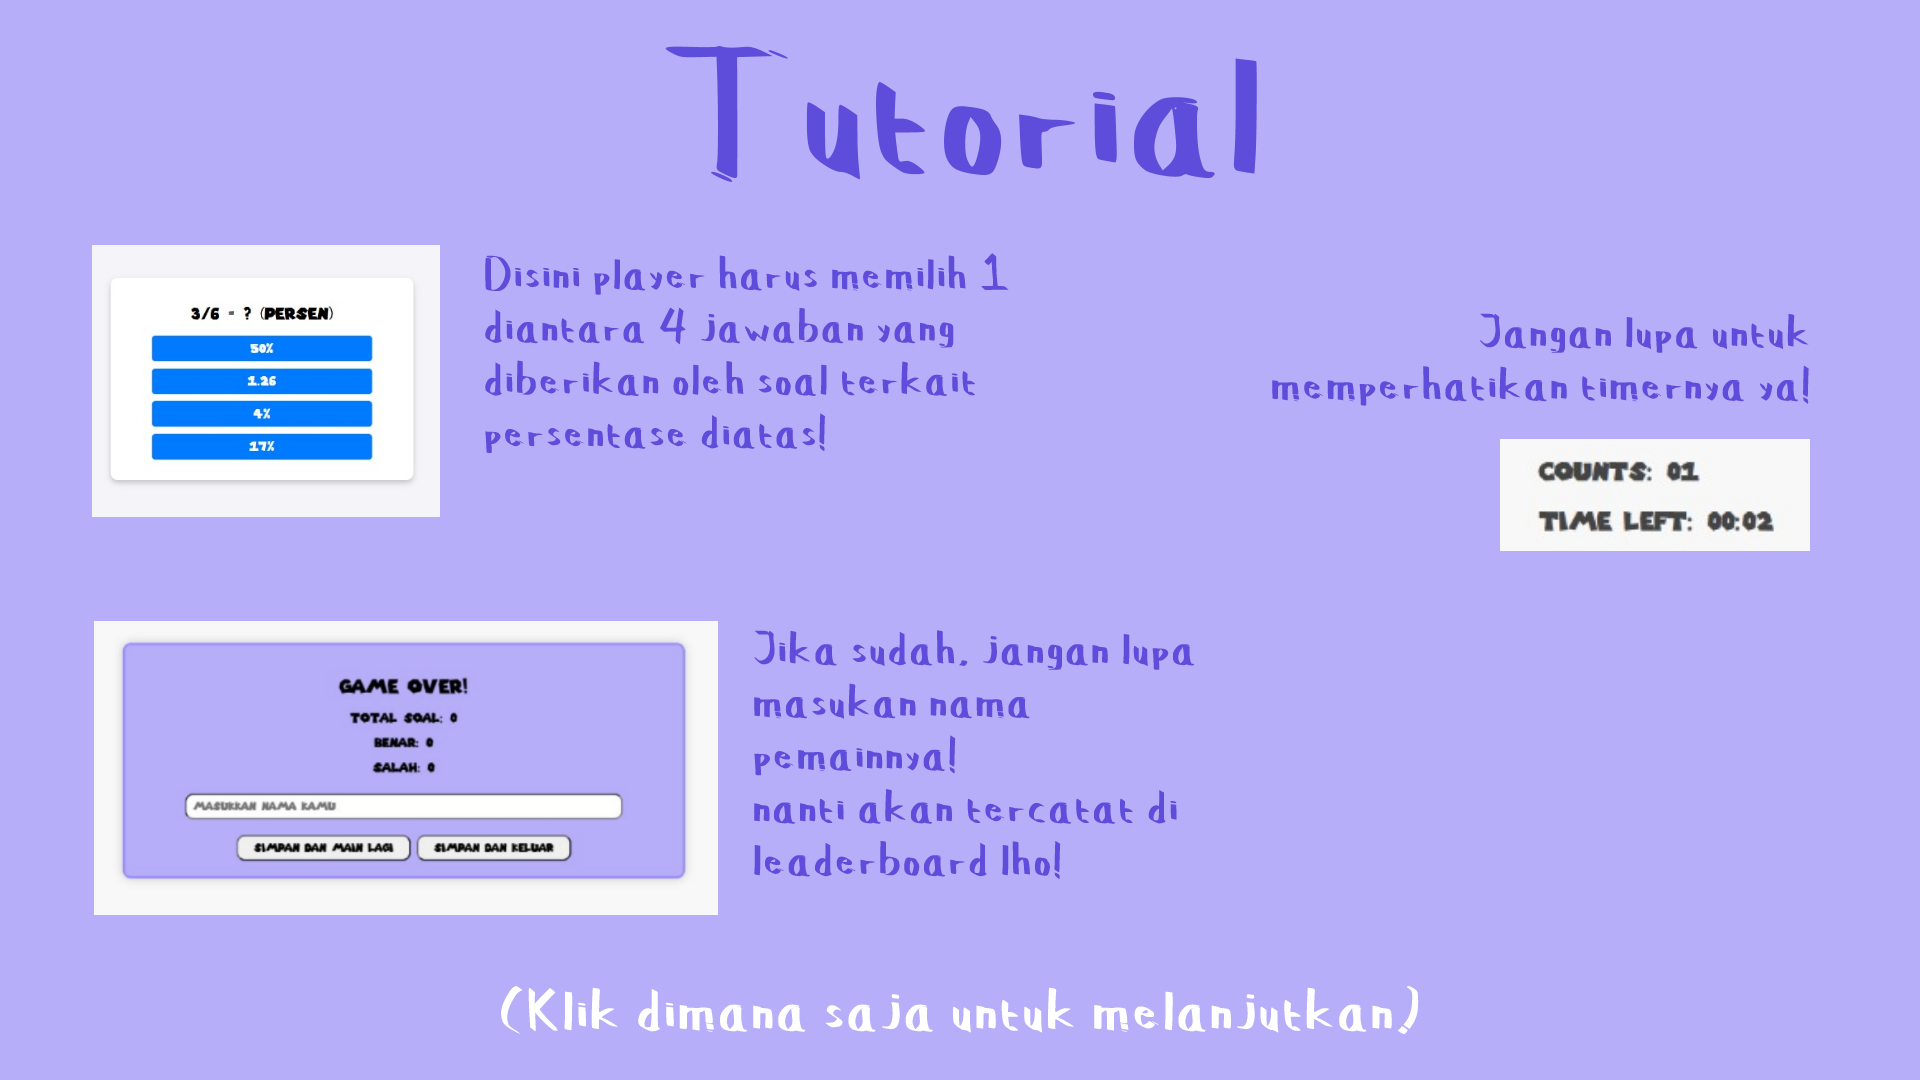 Tutorial
3/6 = ? (PERSEN)
50%
1.26
4%
17%
Disini player harus memilih 1
diantara 4 jawaban yang
diberikan oleh soal terkait
persentase diatas!
Jangan lupa untuk
memperhatikan timernya ya!
COUNTS: 01
TIME LEFT: 00:02
GAME OVER!
TOTAL SOAL: 0
BENAR: 0
SALAH: 0
MASUKKAN NAMA KAMU
SIMPAN DAN MAIN LAGI
SIMPAN DAN KELUAR
Jika sudah, jangan lupa
masukan nama
pemainnya!
nanti akan tercatat di
leaderboard lho!
(Klik dimana saja untuk melanjutkan)